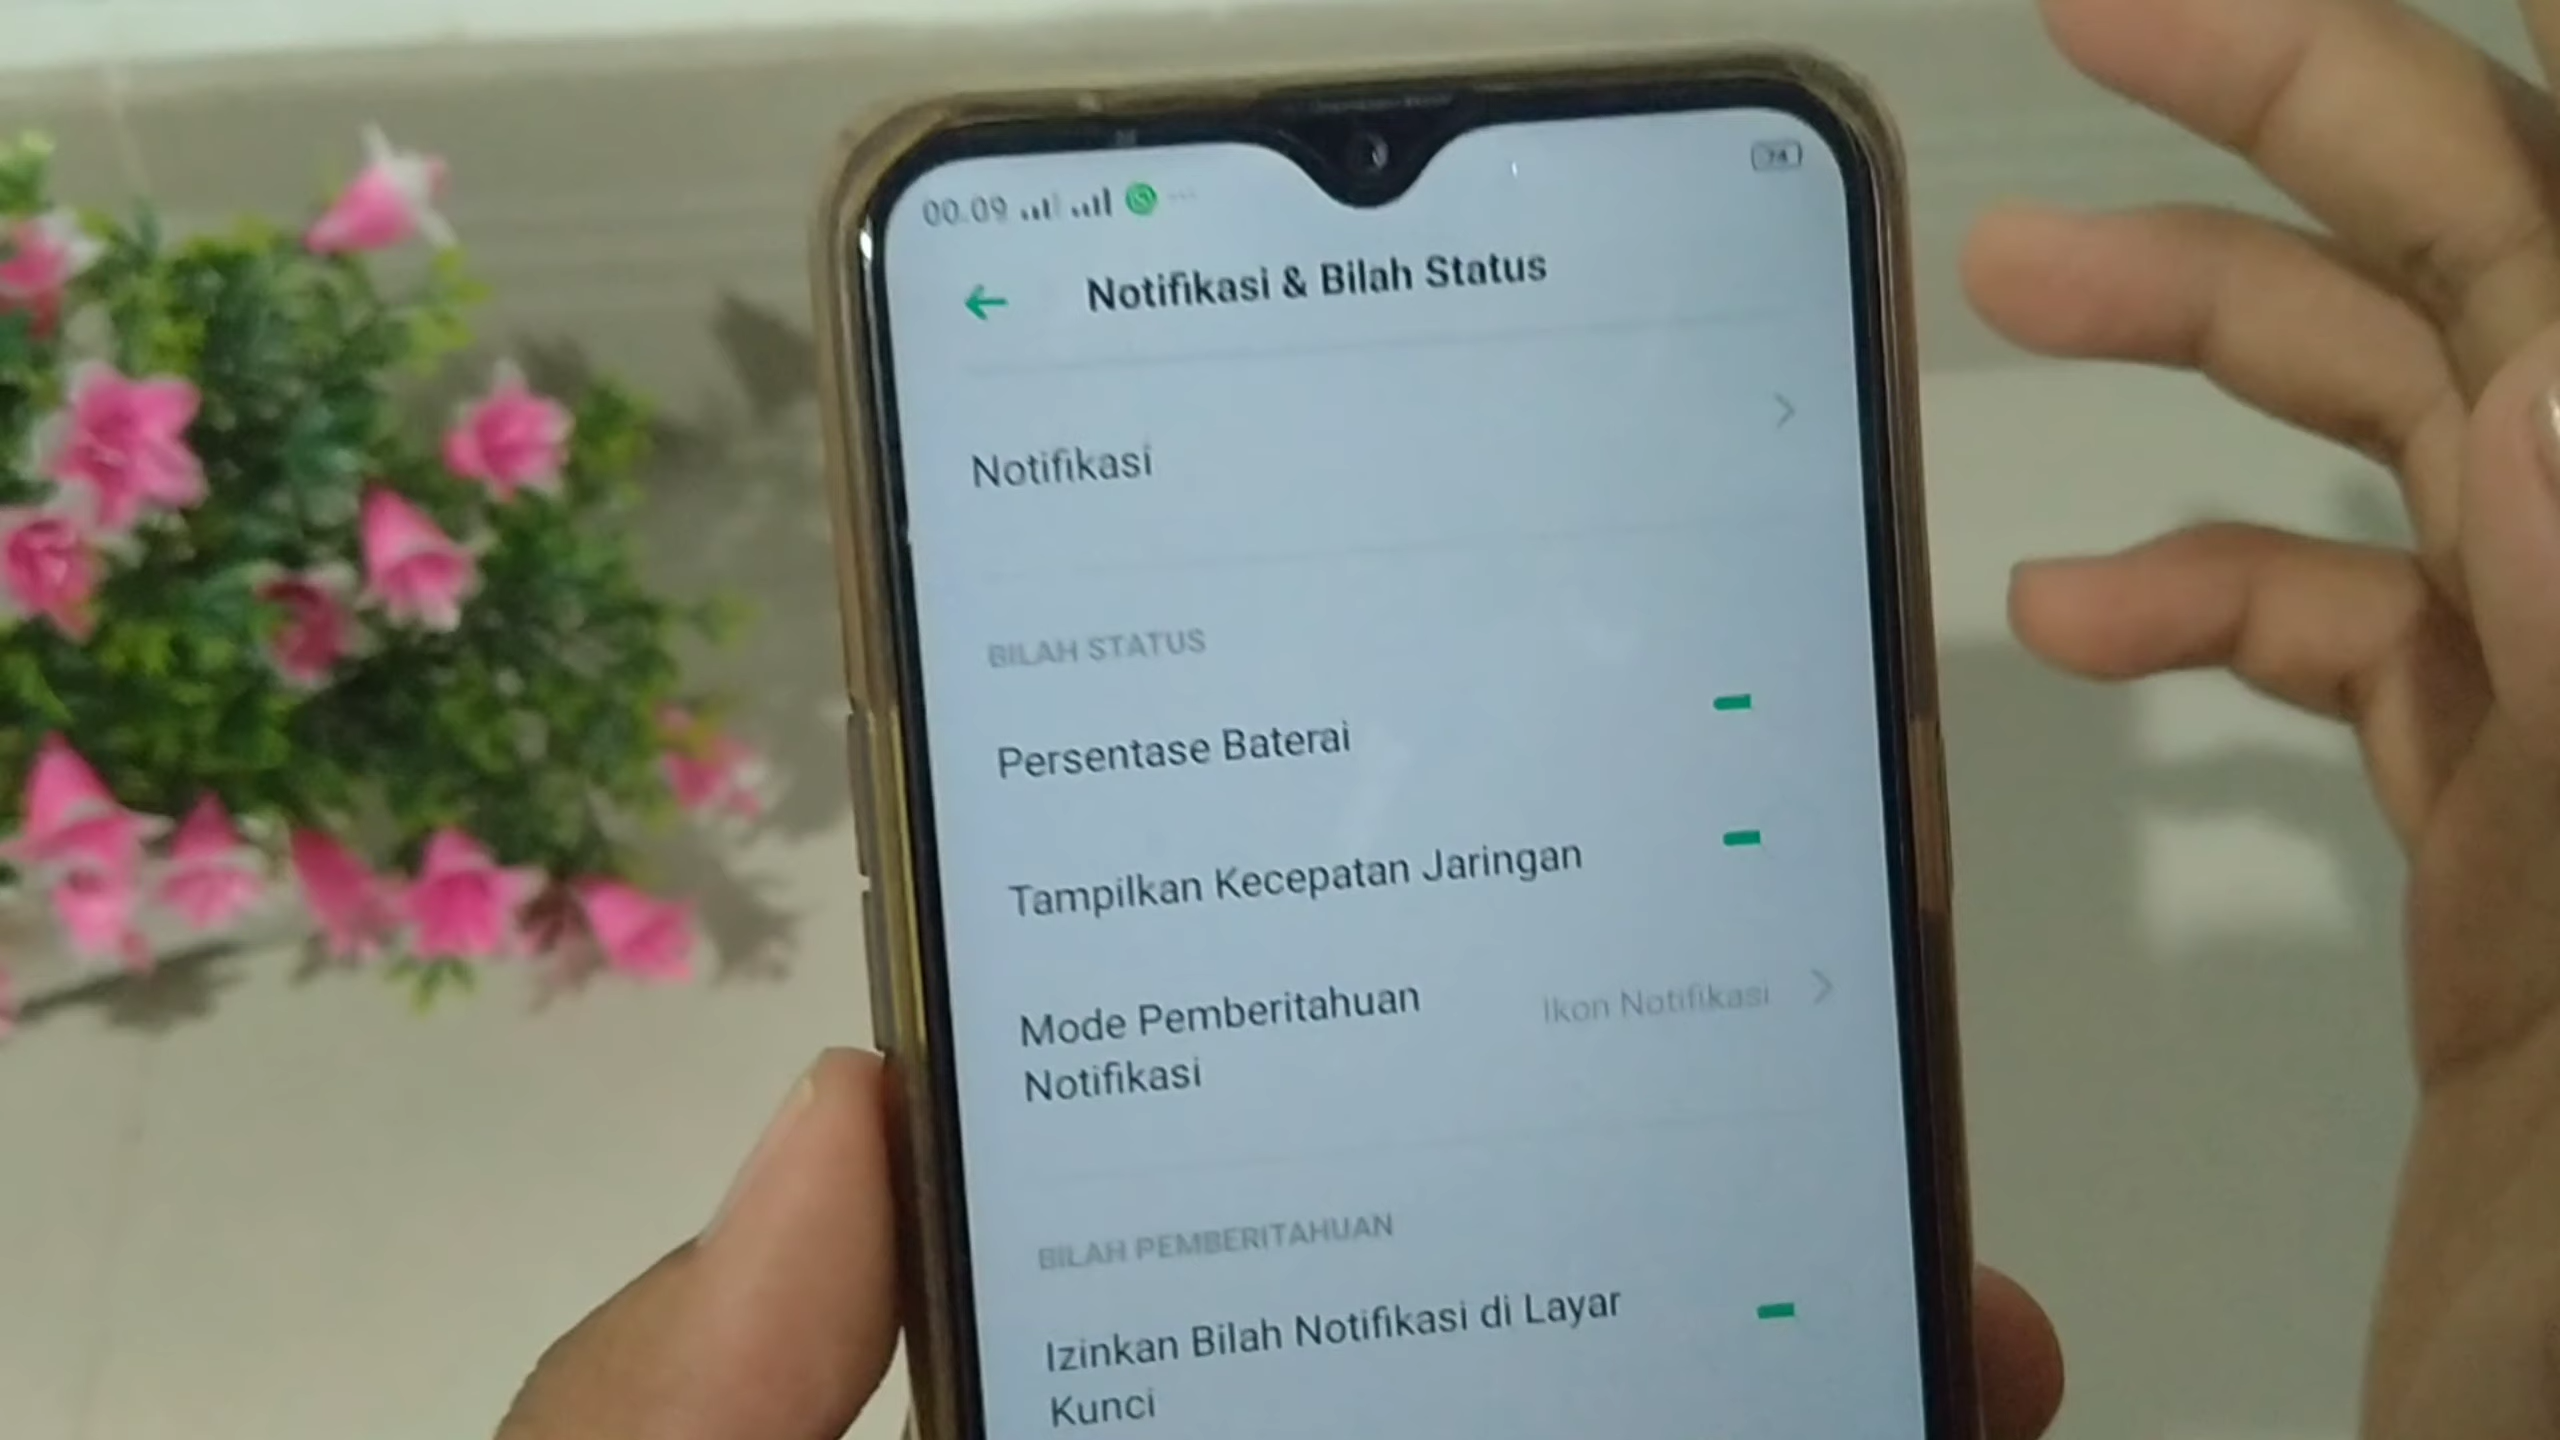 00.09
74
Notifikasi & Bilah Status
Notifikasi
BILAH STATUS
Persentase Baterai
Tampilkan Kecepatan Jaringan
Mode Pemberitahuan
Notifikasi
Ikon Notifikasi
BILAH PEMBERITAHUAN
Izinkan Bilah Notifikasi di Layar
Kunci